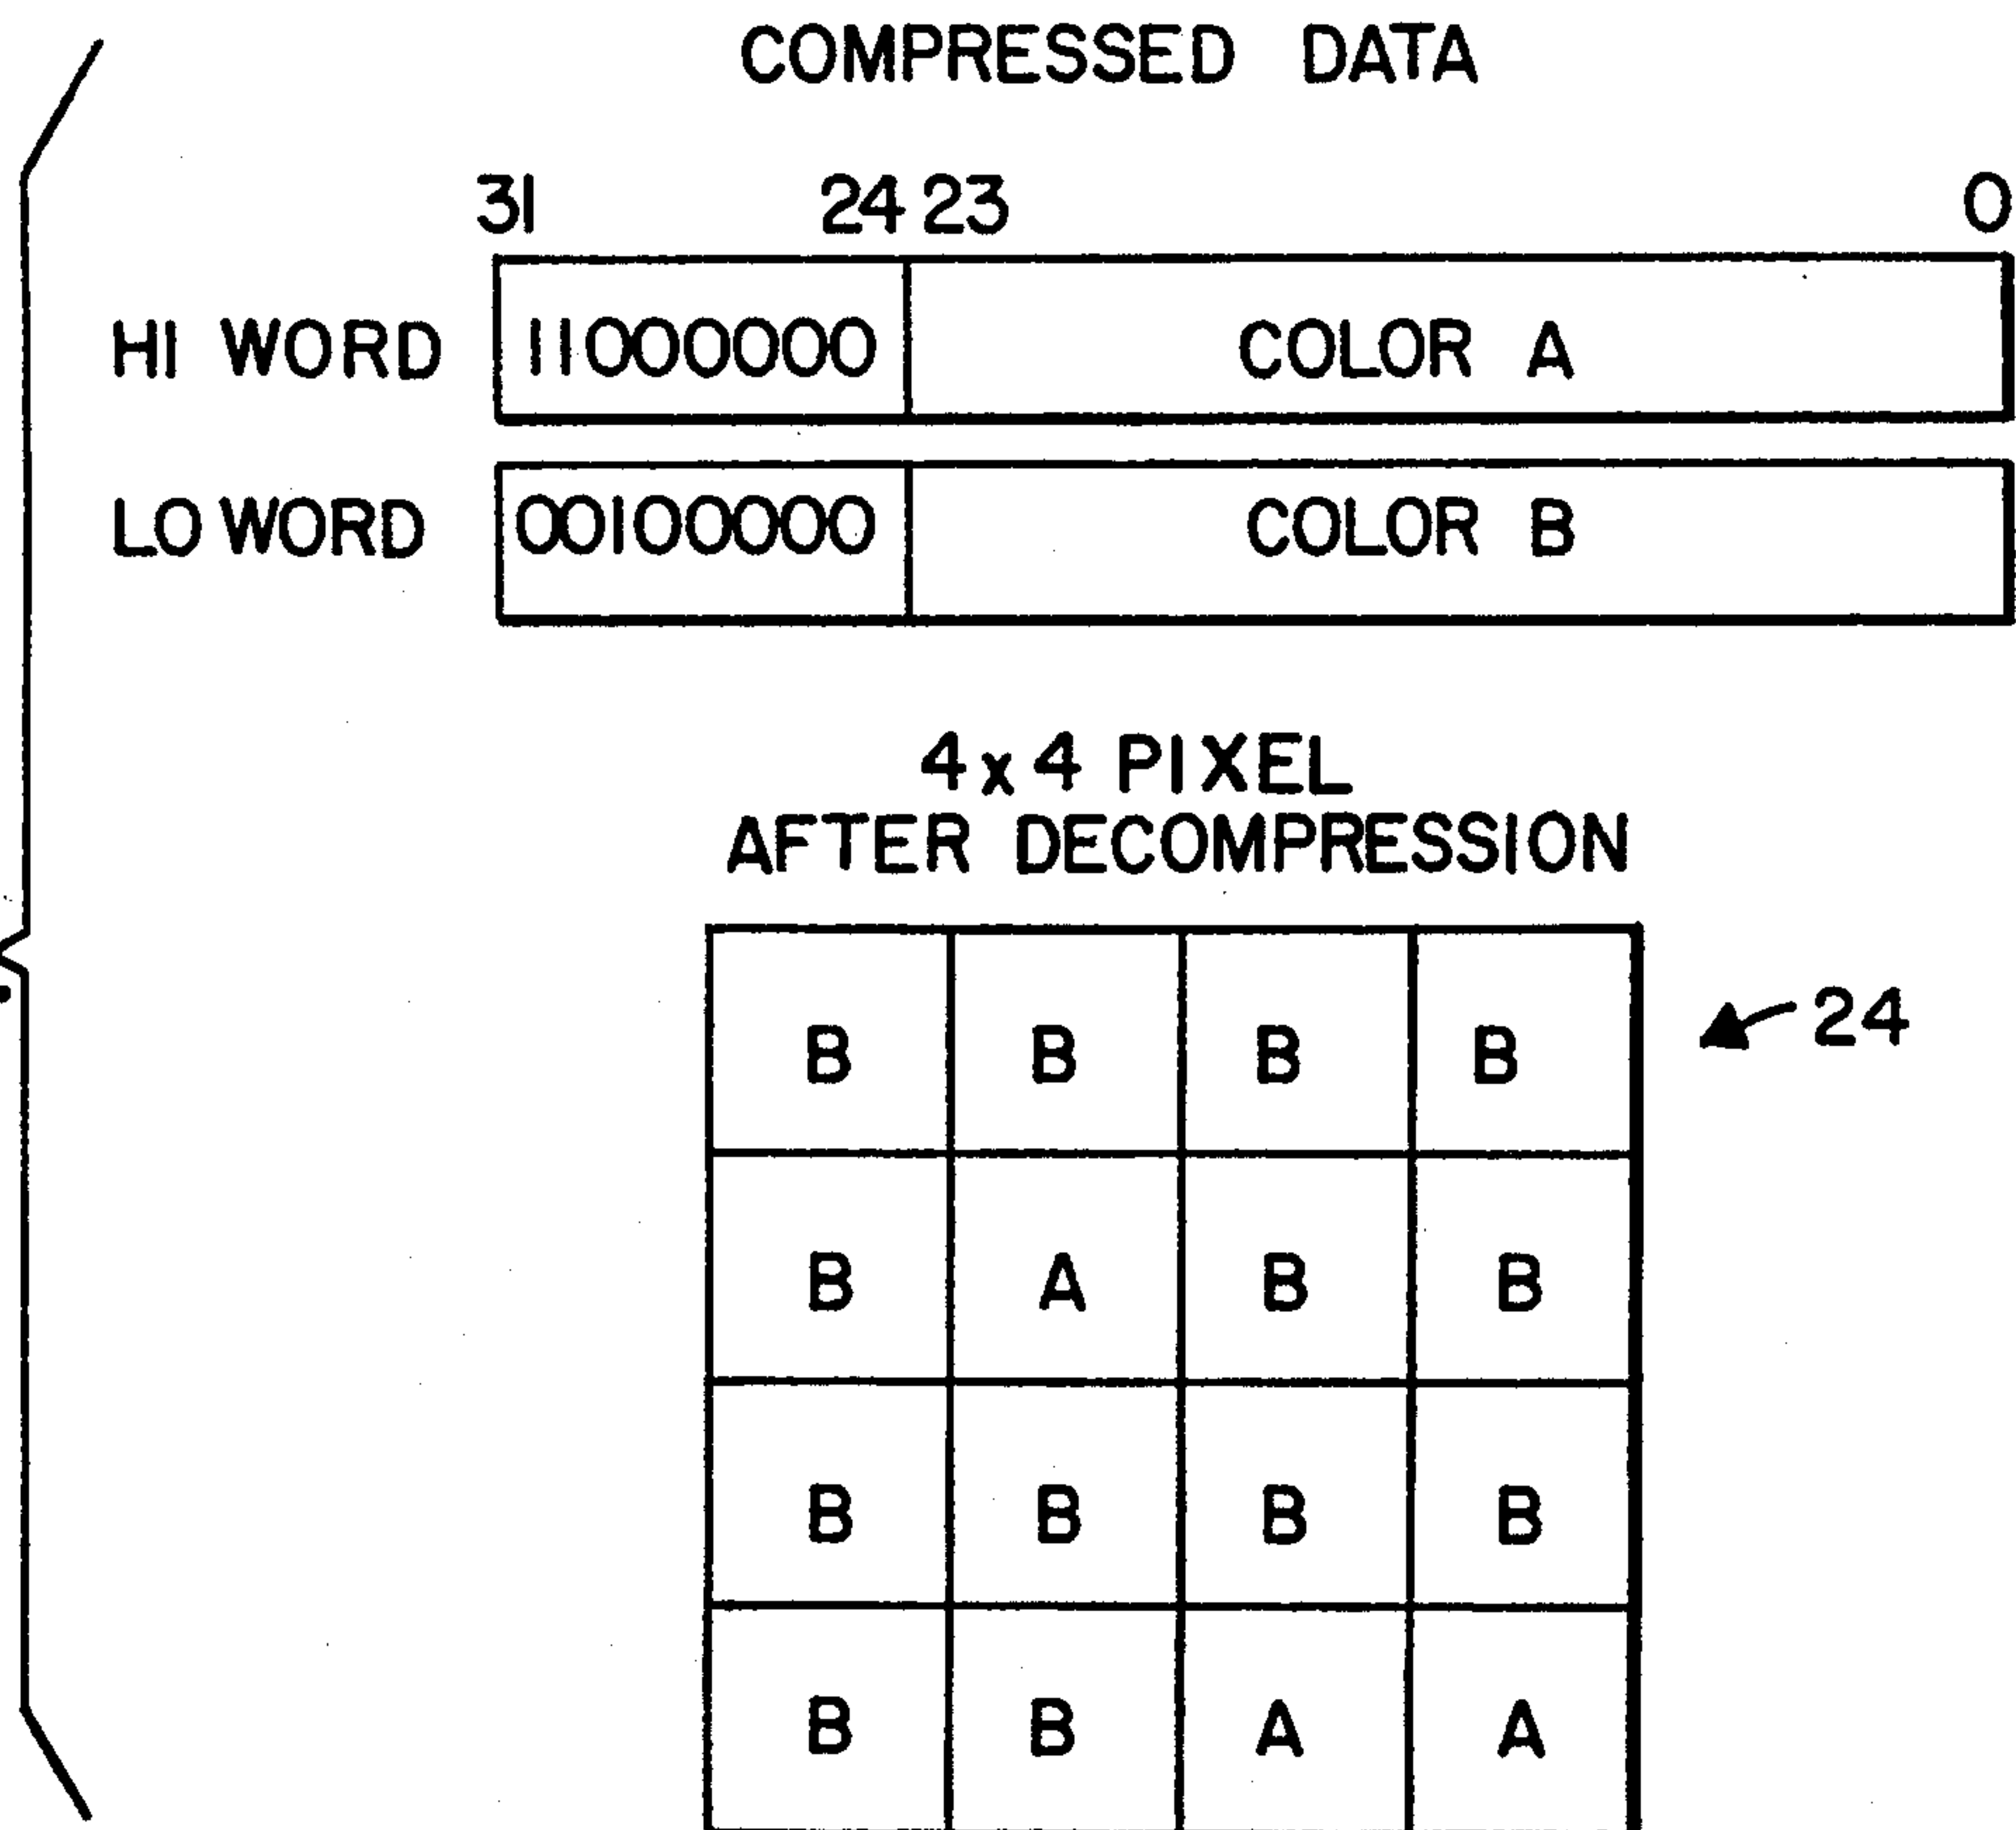 COMPRESSED DATA
31 24 23 0
HI WORD 11000000 COLOR A
LO WORD 00100000 COLOR B
4x4 PIXEL
AFTER DECOMPRESSION
B B B B
24
B A B B
B B B B
B B A A